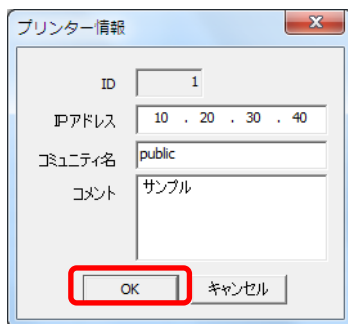 プリンター情報
ID 1
IPアドレス 10 . 20 . 30 . 40
コミュニティ名 public
コメント サンプル
OK キャンセル